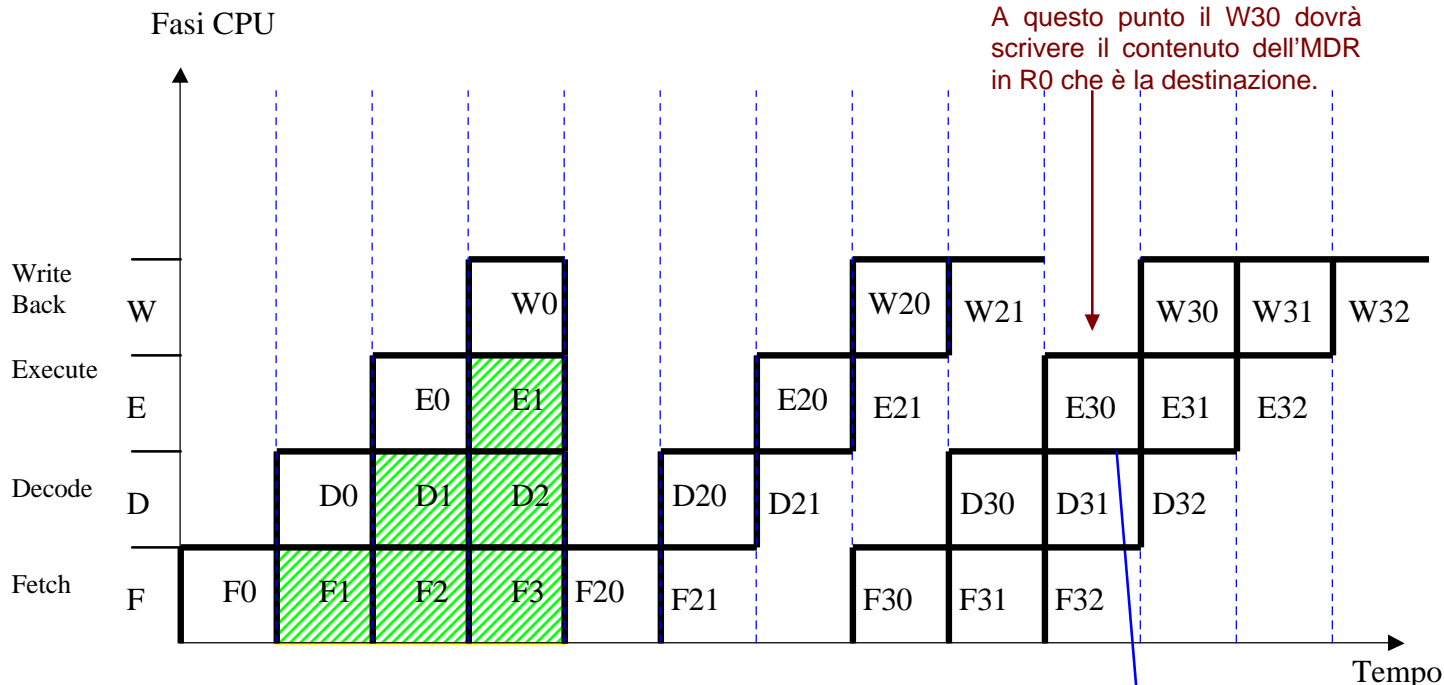 Fasi CPU
A questo punto il W30 dovrà
scrivere il contenuto dell'MDR
in R0 che è la destinazione.
Write
Back
W
W0
W20
W21
W30
W31
W32
Execute
E
E0
E1
E20
E21
E30
E31
E32
Decode
D
D0
D1
D2
D20
D21
D30
D31
D32
Fetch
F
F0
F1
F2
F3
F20
F21
F30
F31
F32
Tempo